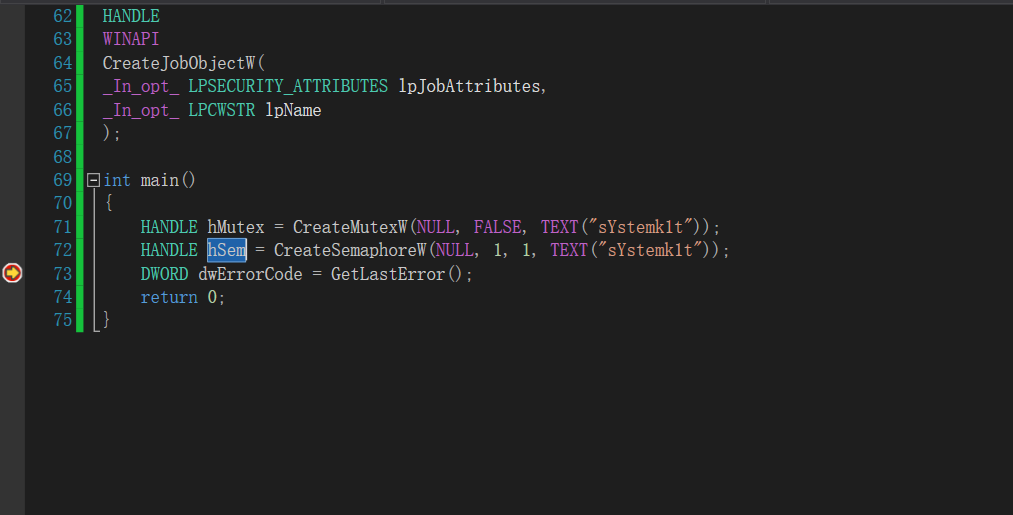 62 HANDLE
63 WINAPI
64 CreateJobObjectW(
65 _In_opt_ LPSECURITY_ATTRIBUTES lpJobAttributes,
66 _In_opt_ LPCWSTR lpName
67 );
68
69 int main()
70 {
71 HANDLE hMutex = CreateMutexW(NULL, FALSE, TEXT("sYstemk1t"));
72 HANDLE hSem = CreateSemaphoreW(NULL, 1, 1, TEXT("sYstemk1t"));
73 DWORD dwErrorCode = GetLastError();
74 return 0;
75 }